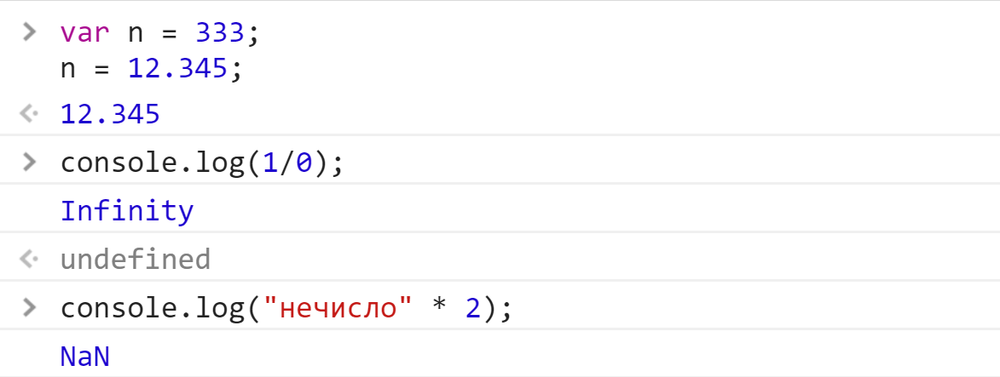 > var n = 333;
n = 12.345;
12.345
> console.log(1/0);
Infinity
undefined
> console.log("нечисло" * 2);
NaN